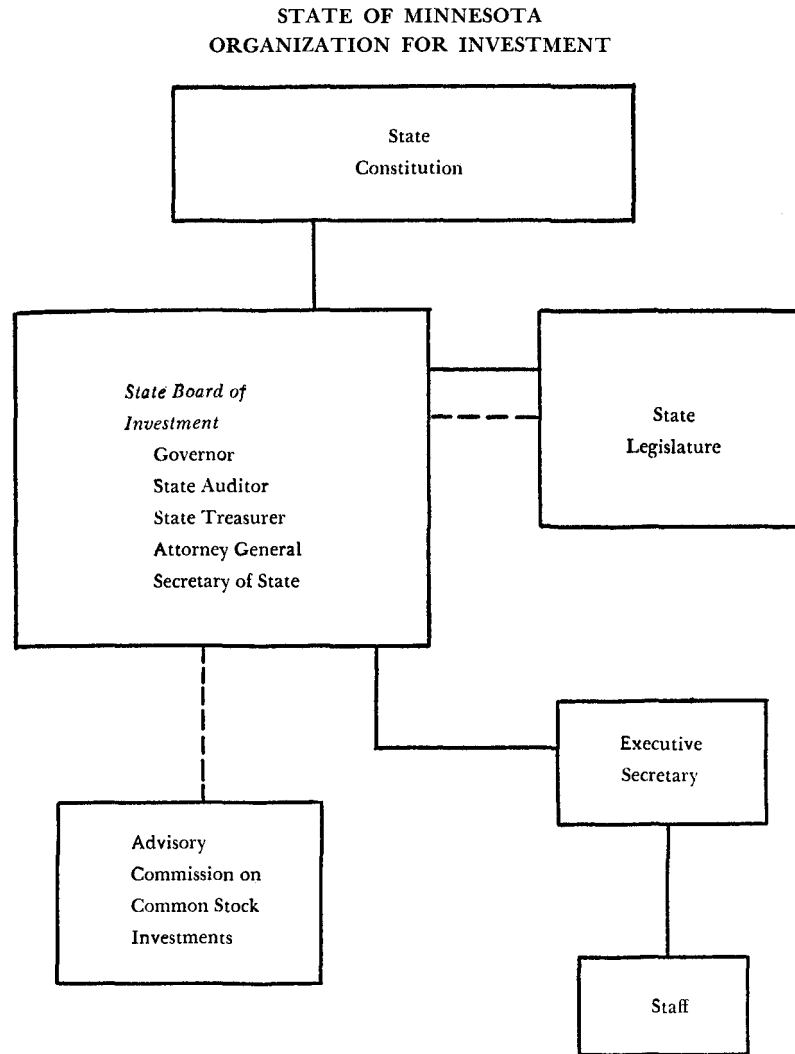 STATE OF MINNESOTA
ORGANIZATION FOR INVESTMENT
State
Constitution
State Board of
Investment
Governor
State Auditor
State Treasurer
Attorney General
Secretary of State
State
Legislature
Executive
Secretary
Advisory
Commission on
Common Stock
Investments
Staff